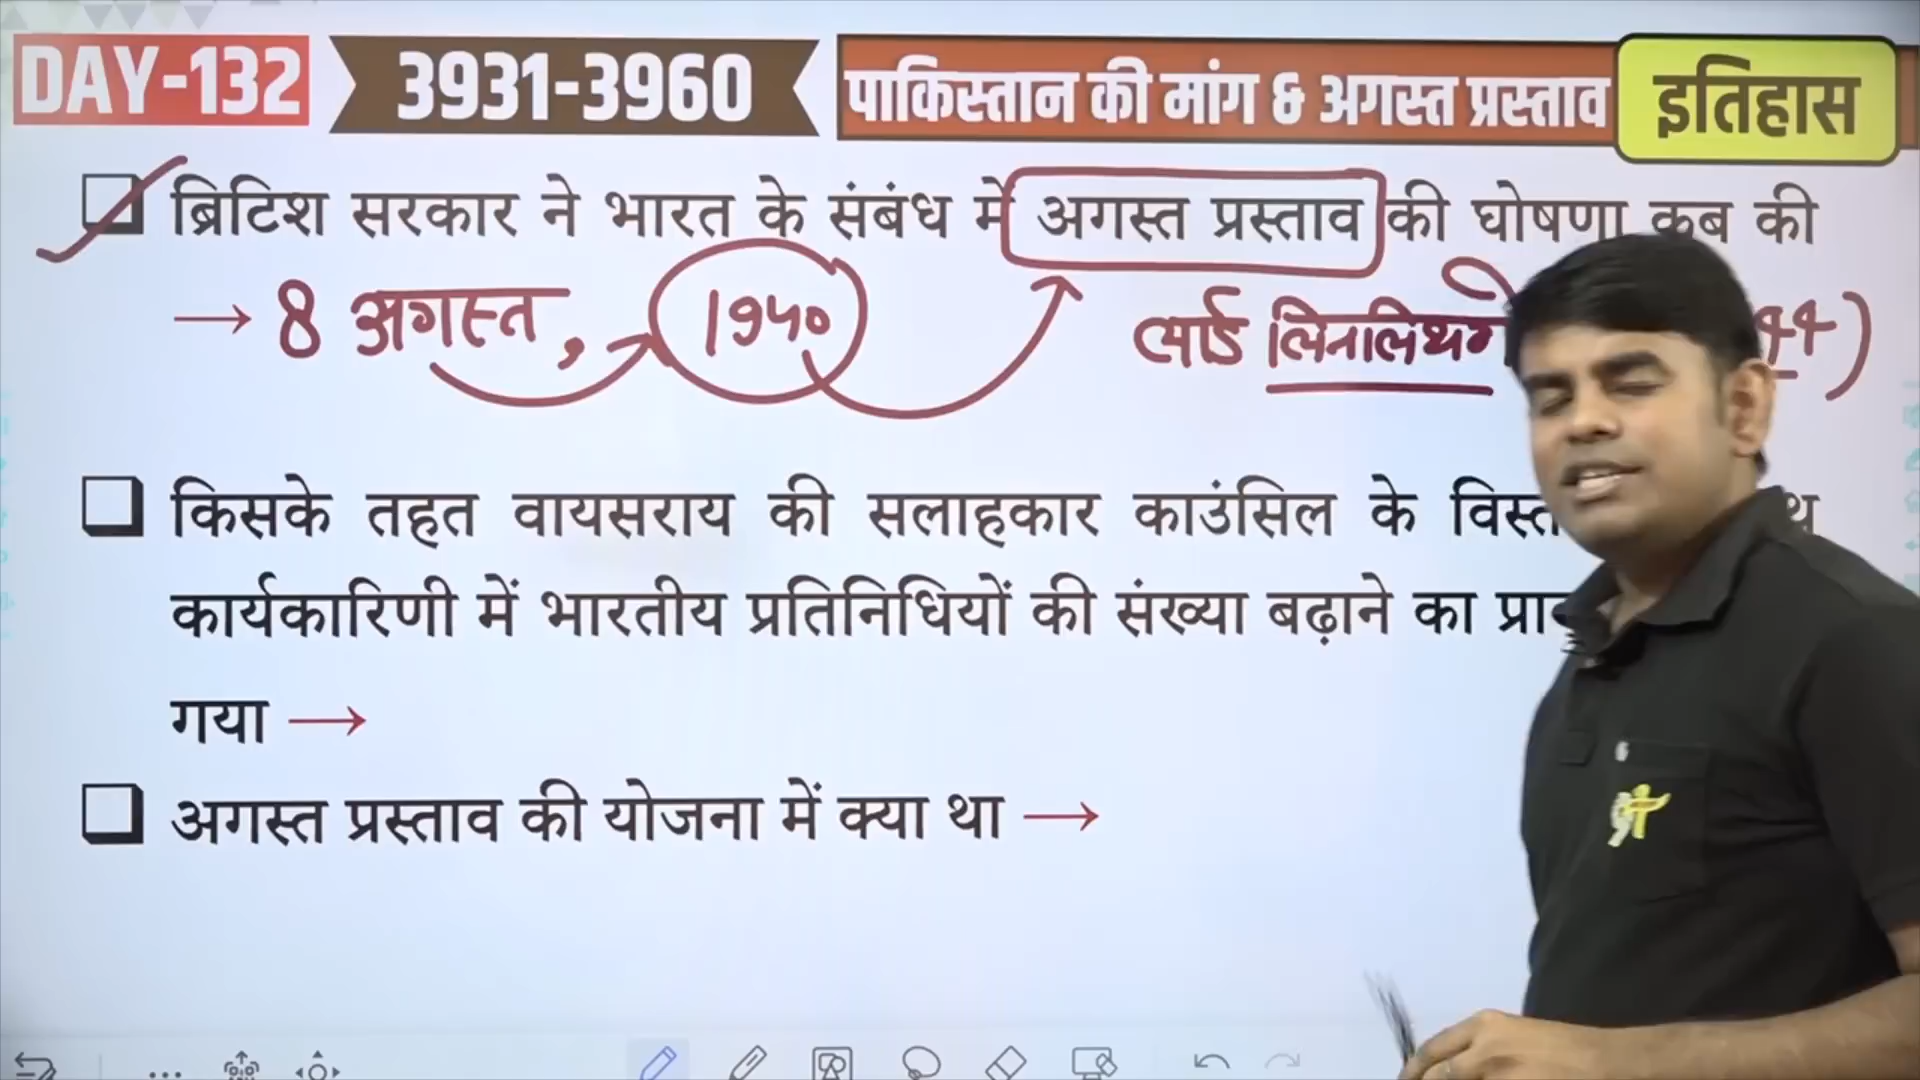 DAY-132 3931-3960 पाकिस्तान की मांग & अगस्त प्रस्ताव इतिहास
ब्रिटिश सरकार ने भारत के संबंध में अगस्त प्रस्ताव की घोषणा कब की
→ 8 अगस्त, 1940 लार्ड लिनलिथगो 44)
किसके तहत वायसराय की सलाहकार काउंसिल के
कार्यकारिणी में भारतीय प्रतिनिधियों की संख्या बढ़ाने का
गया →
अगस्त प्रस्ताव की योजना में क्या था →